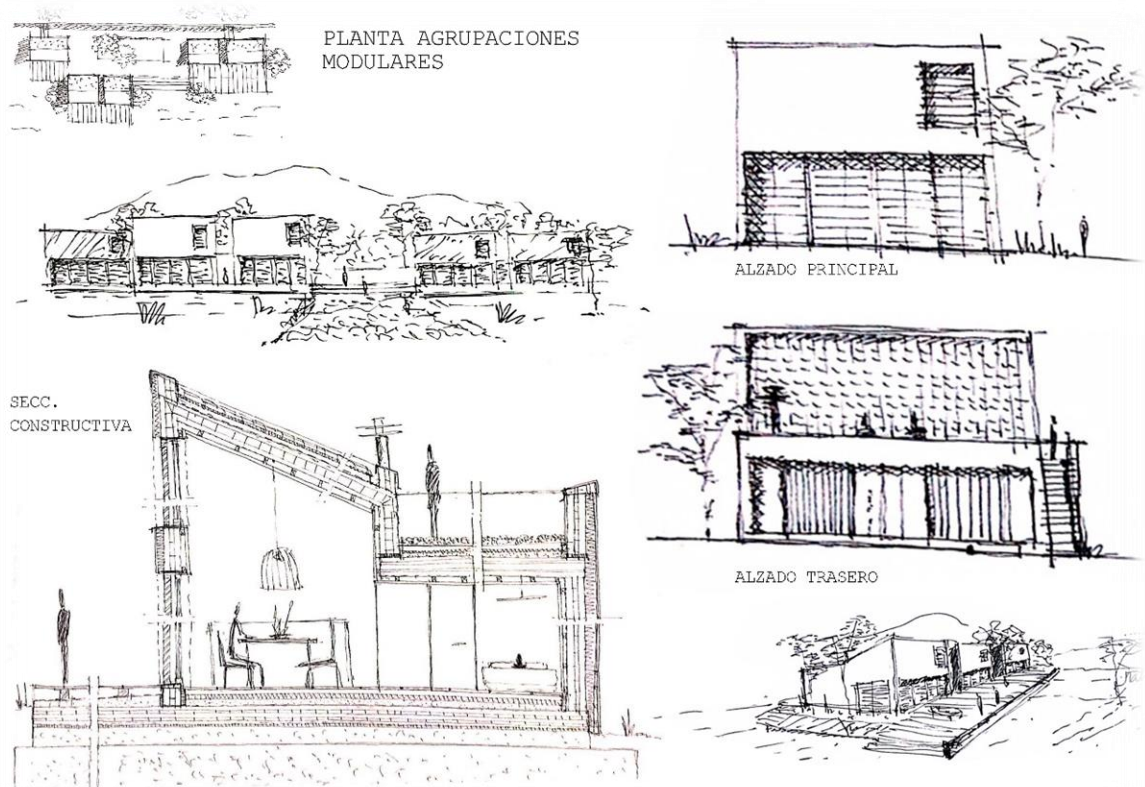 PLANTA AGRUPACIONES
MODULARES
ALZADO PRINCIPAL
SECC.
CONSTRUCTIVA
ALZADO TRASERO